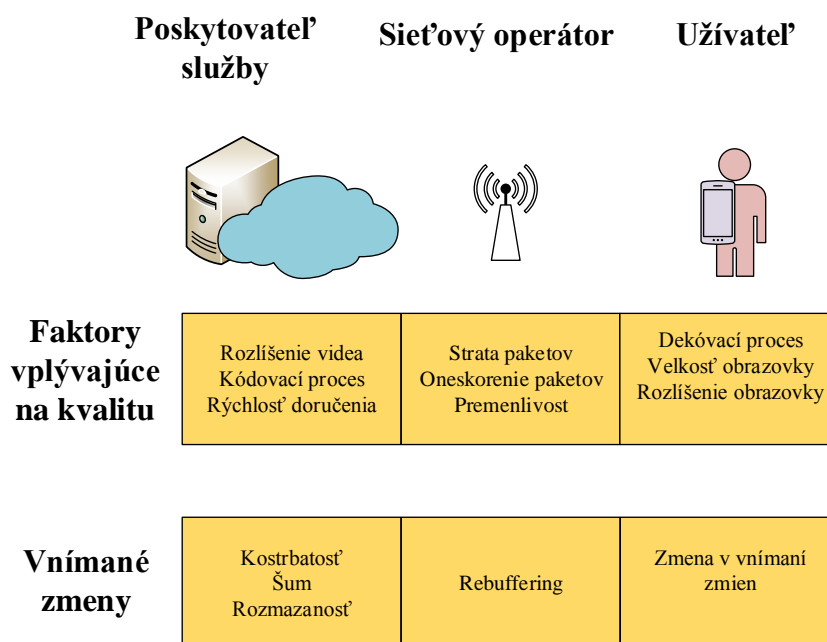 Poskytovateľ
služby
Sieťový operátor
Užívateľ
Faktory
vplývajúce
na kvalitu
Rozlíšenie videa
Kódovací proces
Rýchlosť doručenia
Strata paketov
Oneskorenie paketov
Premenlivost
Dekóvací proces
Velkosť obrazovky
Rozlíšenie obrazovky
Vnímané
zmeny
Kostrbatosť
Šum
Rozmazanosť
Rebuffering
Zmena v vnímaní
zmien